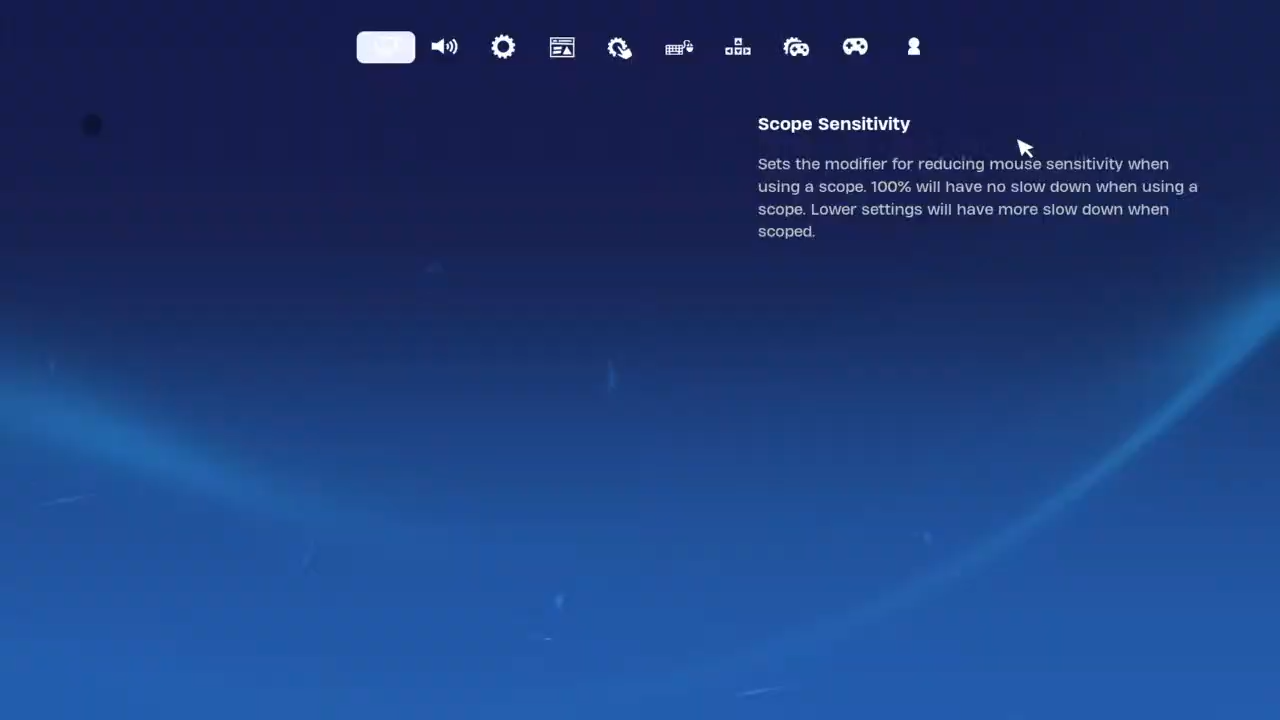 Scope Sensitivity
Sets the modifier for reducing mouse sensitivity when
using a scope. 100% will have no slow down when using a
scope. Lower settings will have more slow down when
scoped.